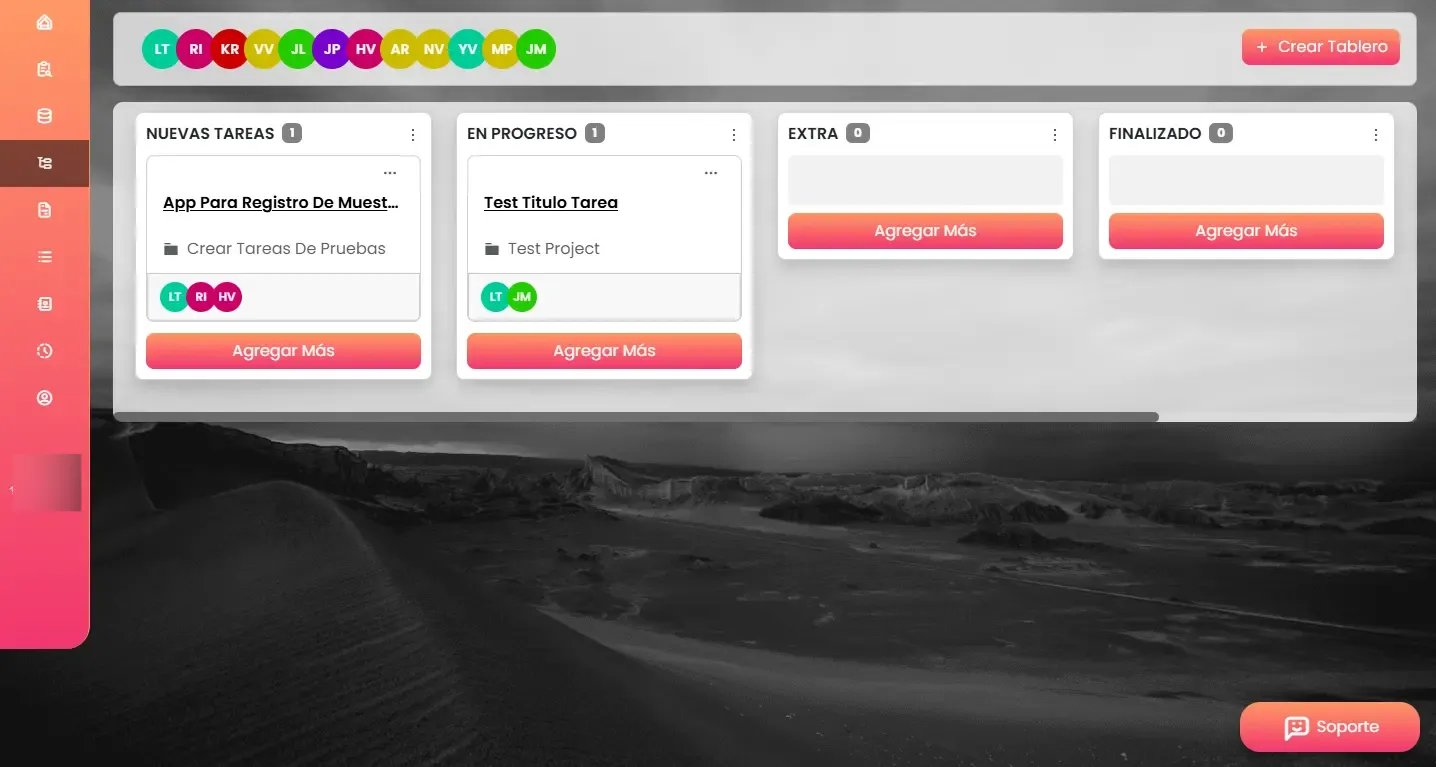 LT RI KR VV JL JP HV AR NV YV MP JM
+ Crear Tablero
NUEVAS TAREAS 1
App Para Registro De Muest...
Crear Tareas De Pruebas
LT RI HV
Agregar Más
EN PROGRESO 1
Test Titulo Tarea
Test Project
LT JM
Agregar Más
EXTRA 0
Agregar Más
FINALIZADO 0
Agregar Más
Soporte